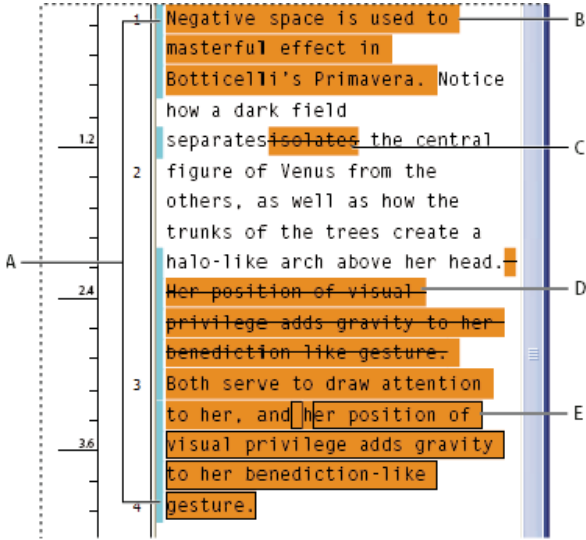 1 Negative space is used to B
masterful effect in
Botticelli's Primavera. Notice
how a dark field
1.2 separatesisolates the central C
2 figure of Venus from the
others, as well as how the
trunks of the trees create a
A halo-like arch above her head.
2.4 Her position of visual D
privilege adds gravity to her
benediction like gesture.
3 Both serve to draw attention
to her, and her position of E
3.6 visual privilege adds gravity
to her benediction-like
4 gesture.